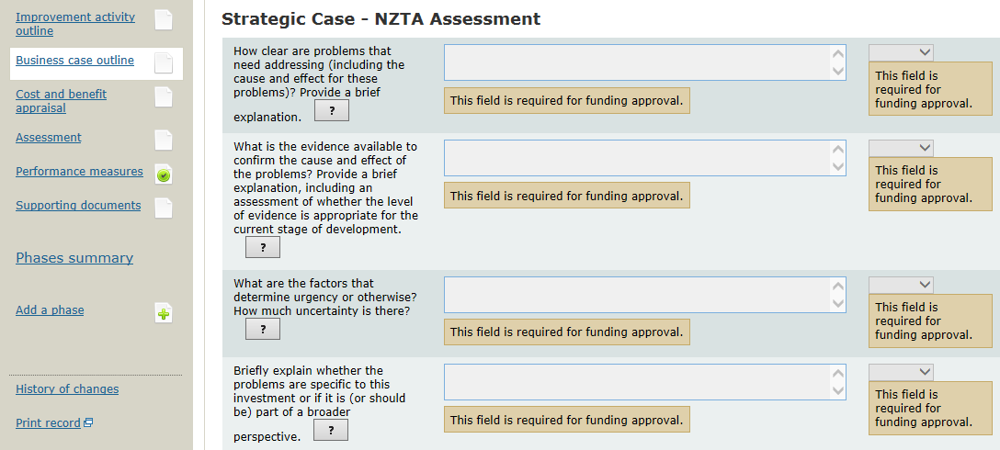 Improvement activity
outline
Business case outline
Cost and benefit
appraisal
Assessment
Performance measures
Supporting documents
Phases summary
Add a phase
History of changes
Print record
Strategic Case - NZTA Assessment
How clear are problems that
need addressing (including the
cause and effect for these
problems)? Provide a brief
explanation. ?
This field is required for funding approval.
This field is
required for
funding approval.
What is the evidence available to
confirm the cause and effect of
the problems? Provide a brief
explanation, including an
assessment of whether the level
of evidence is appropriate for the
current stage of development.
?
This field is required for funding approval.
This field is
required for
funding approval.
What are the factors that
determine urgency or otherwise?
How much uncertainty is there?
?
This field is required for funding approval.
This field is
required for
funding approval.
Briefly explain whether the
problems are specific to this
investment or if it is (or should
be) part of a broader
perspective. ?
This field is required for funding approval.
This field is
required for
funding approval.